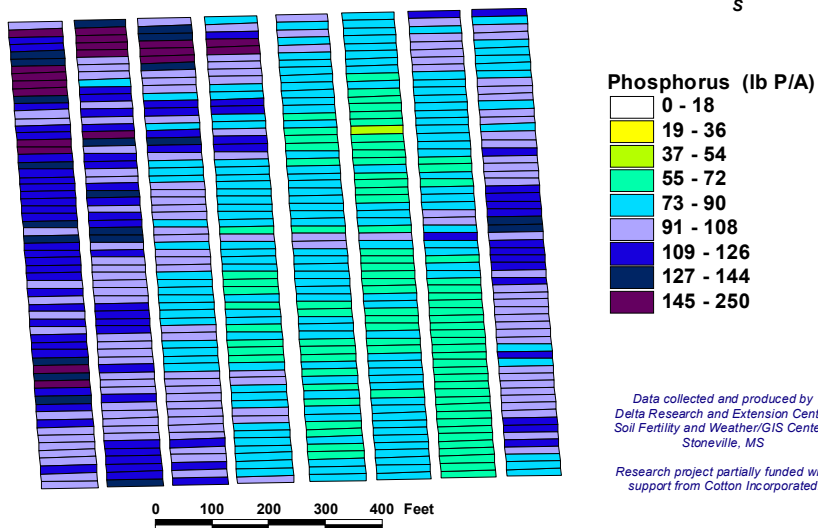 S
Phosphorus (lb P/A)
0 - 18
19 - 36
37 - 54
55 - 72
73 - 90
91 - 108
109 - 126
127 - 144
145 - 250
Data collected and produced by
Delta Research and Extension Cent
Soil Fertility and Weather/GIS Cente
Stoneville, MS
Research project partially funded wi
support from Cotton Incorporated
0 100 200 300 400 Feet